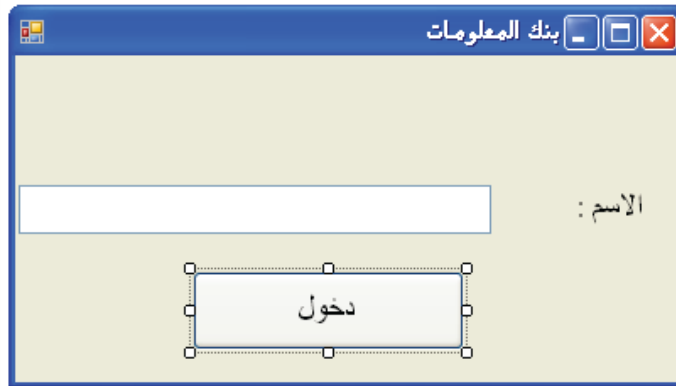 بنك المعلومات
الاسم :
دخول